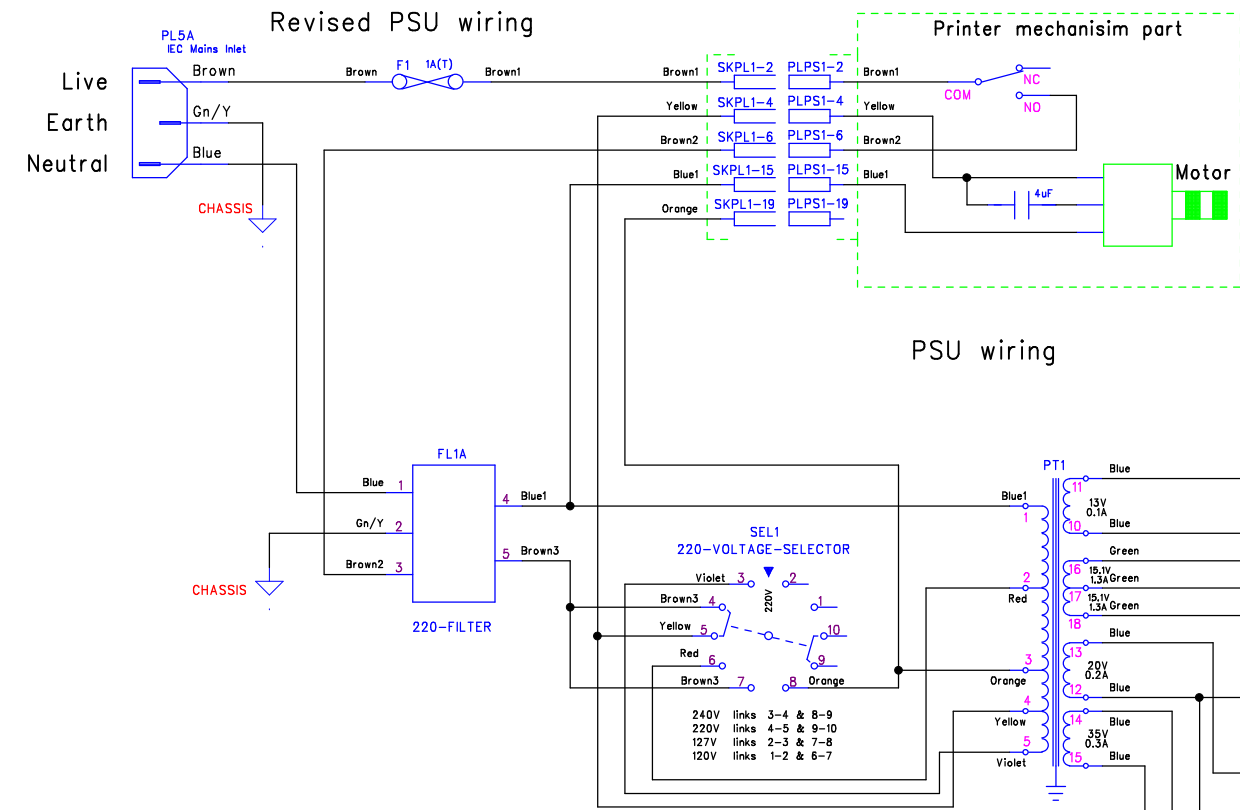 Revised PSU wiring
Printer mechanisim part
PL5A
IEC Mains Inlet
Live
Brown
Brown
F1
1A(T)
Brown1
Brown1
SKPL1-2
PLPS1-2
Brown1
COM
NC
NO
Earth
Gn/Y
Yellow
SKPL1-4
PLPS1-4
Yellow
Neutral
Blue
Brown2
SKPL1-6
PLPS1-6
Brown2
Blue1
SKPL1-15
PLPS1-15
Blue1
Motor
4uF
CHASSIS
Orange
SKPL1-19
PLPS1-19
PSU wiring
FL1A
Blue
1
4
Blue1
Gn/Y
2
5
Brown3
Brown2
3
CHASSIS
220-FILTER
SEL1
220-VOLTAGE-SELECTOR
Violet
3
2
220V
Brown3
4
1
Yellow
5
10
Red
6
9
Brown3
7
8
Orange
240V links 3-4 & 8-9
220V links 4-5 & 9-10
127V links 2-3 & 7-8
120V links 1-2 & 6-7
PT1
Blue1
1
2
Red
3
Orange
4
Yellow
5
Violet
Blue
11
13V
0.1A
10
Blue
Green
16
15.1V
1.3A
Green
17
15.1V
1.3A
Green
18
Blue
13
20V
0.2A
12
Blue
14
Blue
35V
0.3A
15
Blue